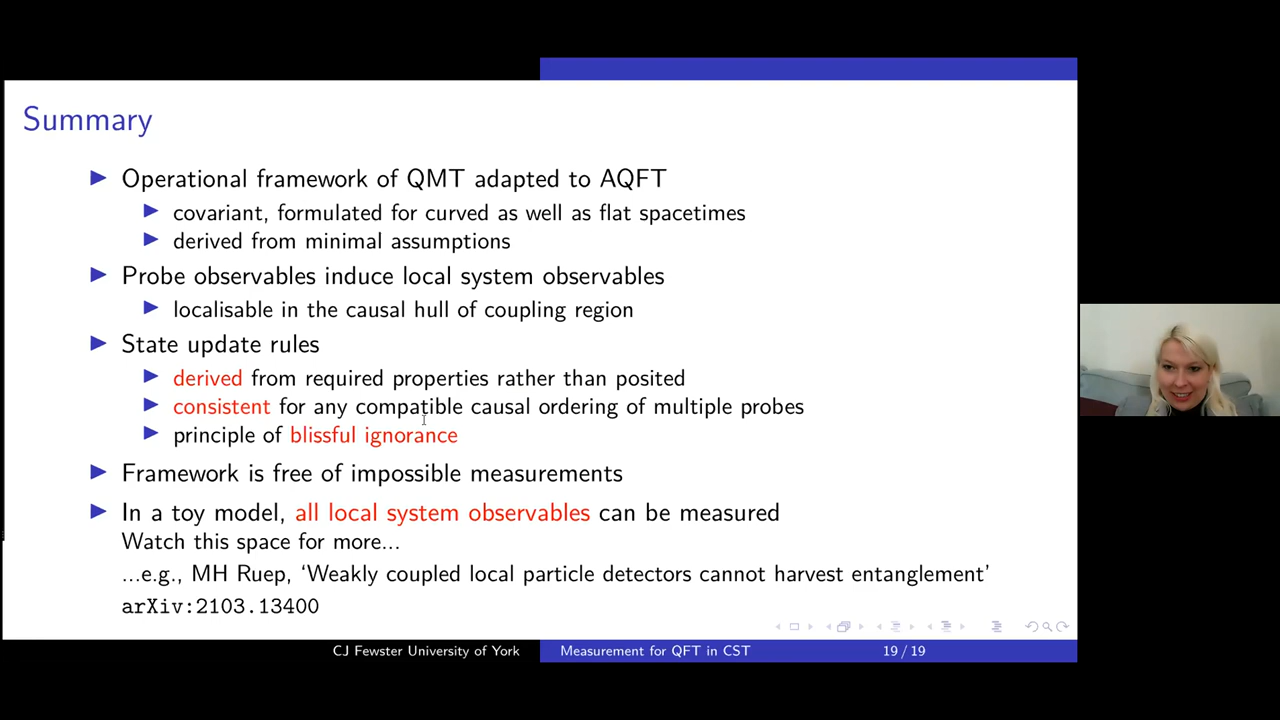 Summary
Operational framework of QMT adapted to AQFT
covariant, formulated for curved as well as flat spacetimes
derived from minimal assumptions
Probe observables induce local system observables
localisable in the causal hull of coupling region
State update rules
derived from required properties rather than posited
consistent for any compatible causal ordering of multiple probes
principle of blissful ignorance
Framework is free of impossible measurements
In a toy model, all local system observables can be measured
Watch this space for more...
...e.g., MH Ruep, ‘Weakly coupled local particle detectors cannot harvest entanglement’
arXiv:2103.13400
CJ Fewster University of York
Measurement for QFT in CST
19 / 19